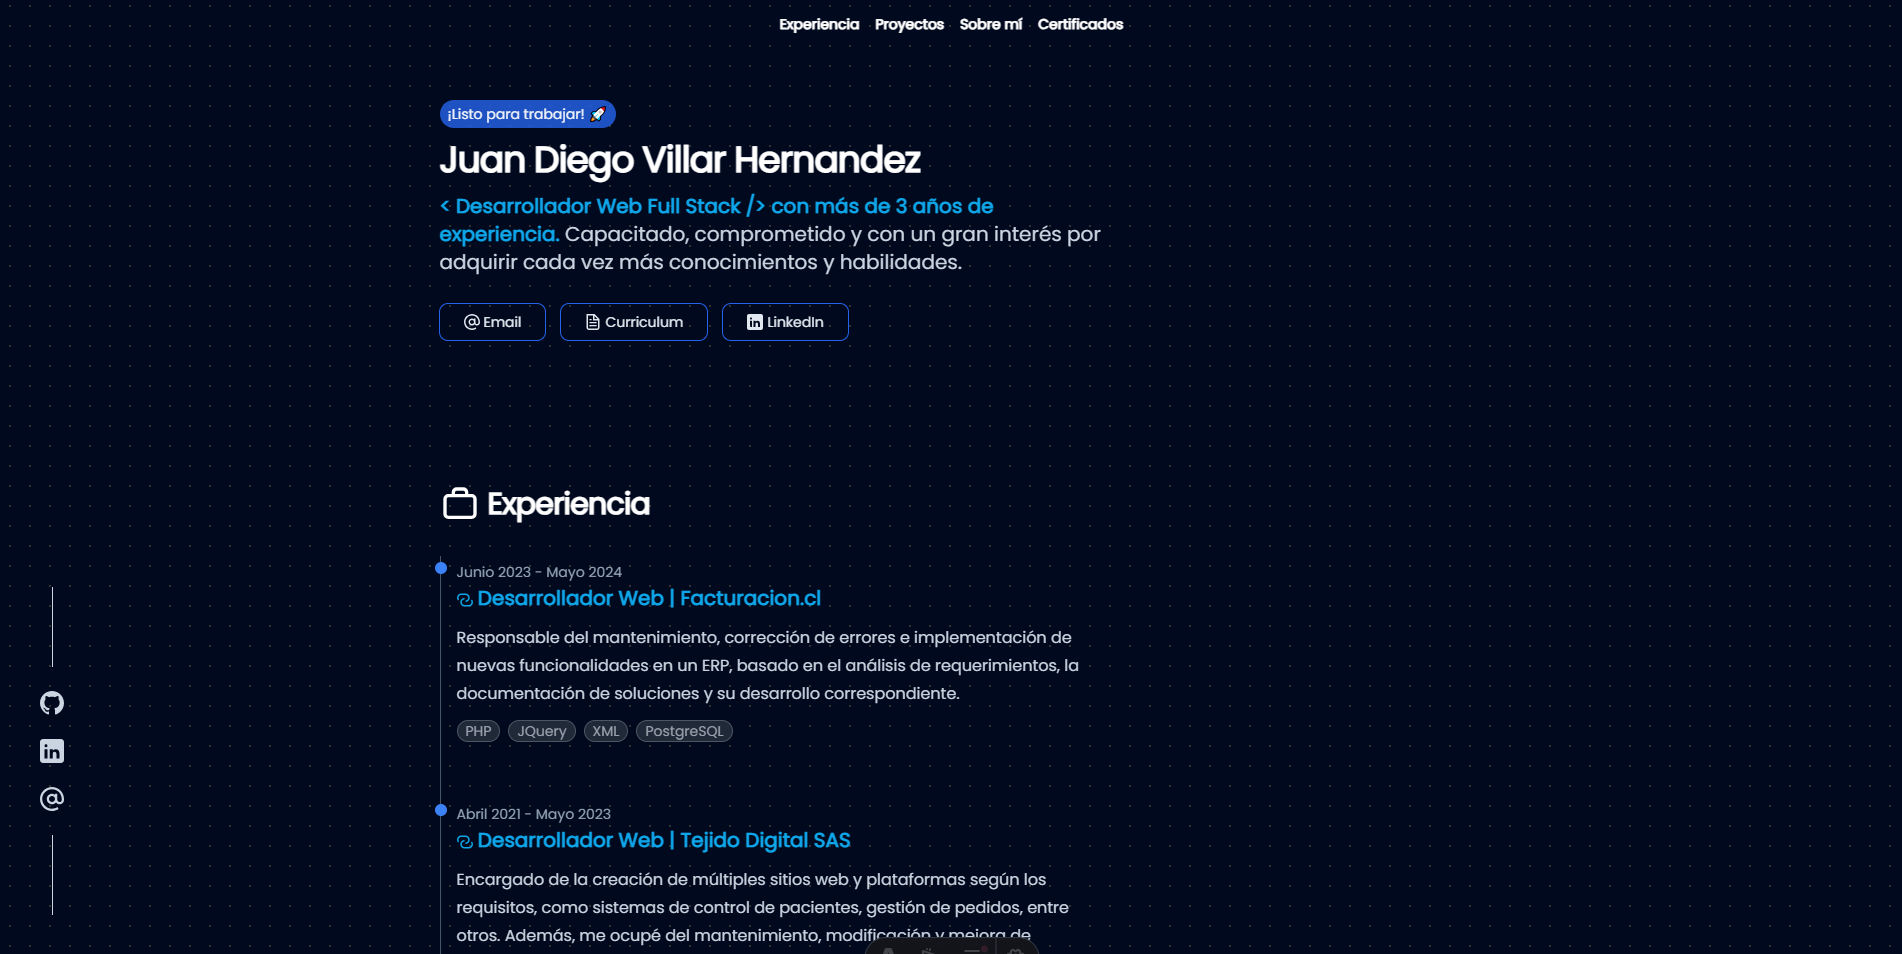 Experiencia Proyectos Sobre mí Certificados
¡Listo para trabajar! 🚀
Juan Diego Villar Hernandez
< Desarrollador Web Full Stack /> con más de 3 años de
experiencia. Capacitado, comprometido y con un gran interés por
adquirir cada vez más conocimientos y habilidades.
Email Curriculum LinkedIn
Experiencia
Junio 2023 - Mayo 2024
Desarrollador Web | Facturacion.cl
Responsable del mantenimiento, corrección de errores e implementación de
nuevas funcionalidades en un ERP, basado en el análisis de requerimientos, la
documentación de soluciones y su desarrollo correspondiente.
PHP JQuery XML PostgreSQL
Abril 2021 - Mayo 2023
Desarrollador Web | Tejido Digital SAS
Encargado de la creación de múltiples sitios web y plataformas según los
requisitos, como sistemas de control de pacientes, gestión de pedidos, entre
otros. Además, me ocupé del mantenimiento, modificación y mejora de